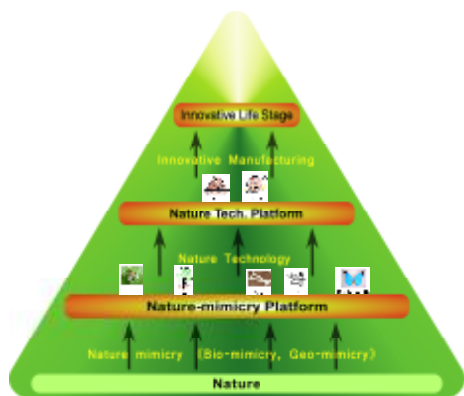 Innovative Life Stage
Innovative Manufacturing
Nature Tech. Platform
Nature Technology
Nature-mimicry Platform
Nature mimicry (Bio-mimicry, Geo-mimicry)
Nature